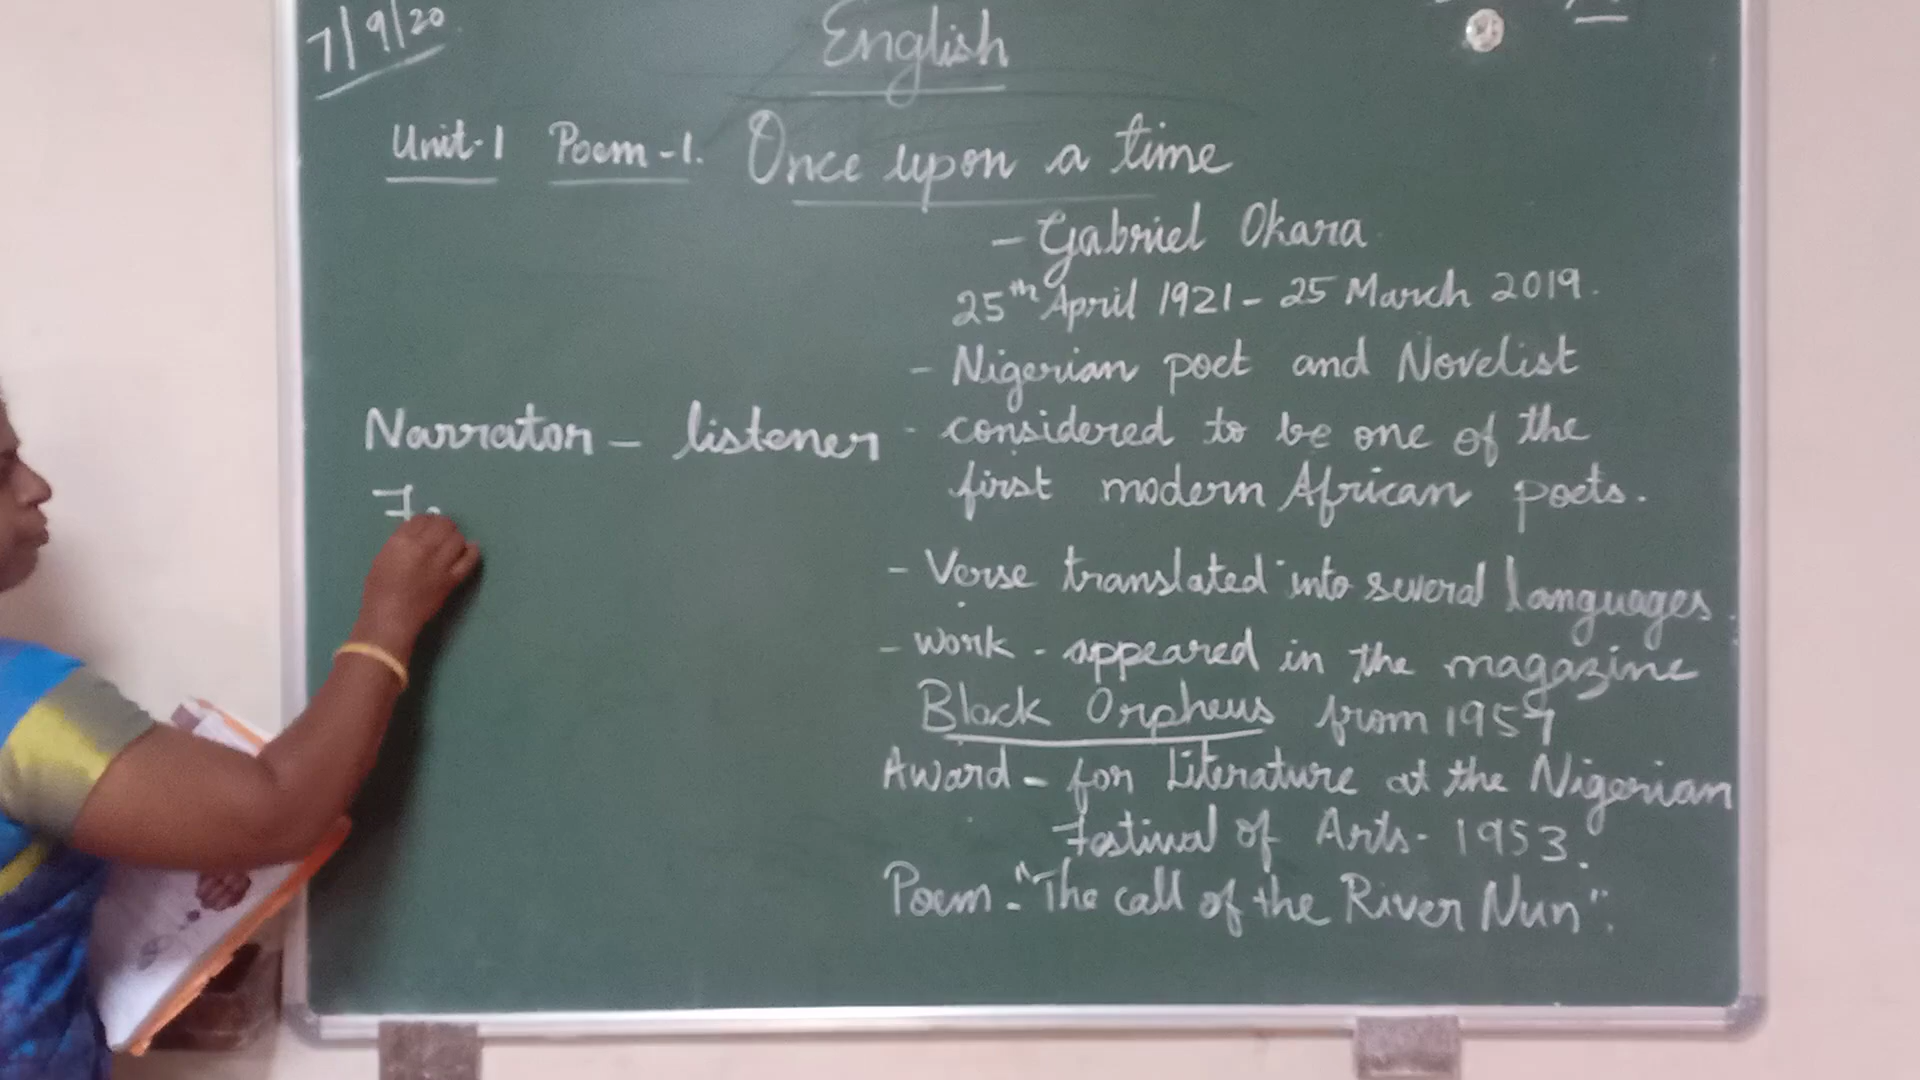 7/9/20
English
Unit-1 Poem-1. Once upon a time
- Gabriel Okara
25th April 1921 - 25 March 2019.
- Nigerian poet and Novelist
Narrator - listener
- considered to be one of the
first modern African poets.
- Verse translated into several languages.
- work - appeared in the magazine
Black Orpheus from 1957
Award - for Literature at the Nigerian
Festival of Arts - 1953.
Poem - "The call of the River Nun".